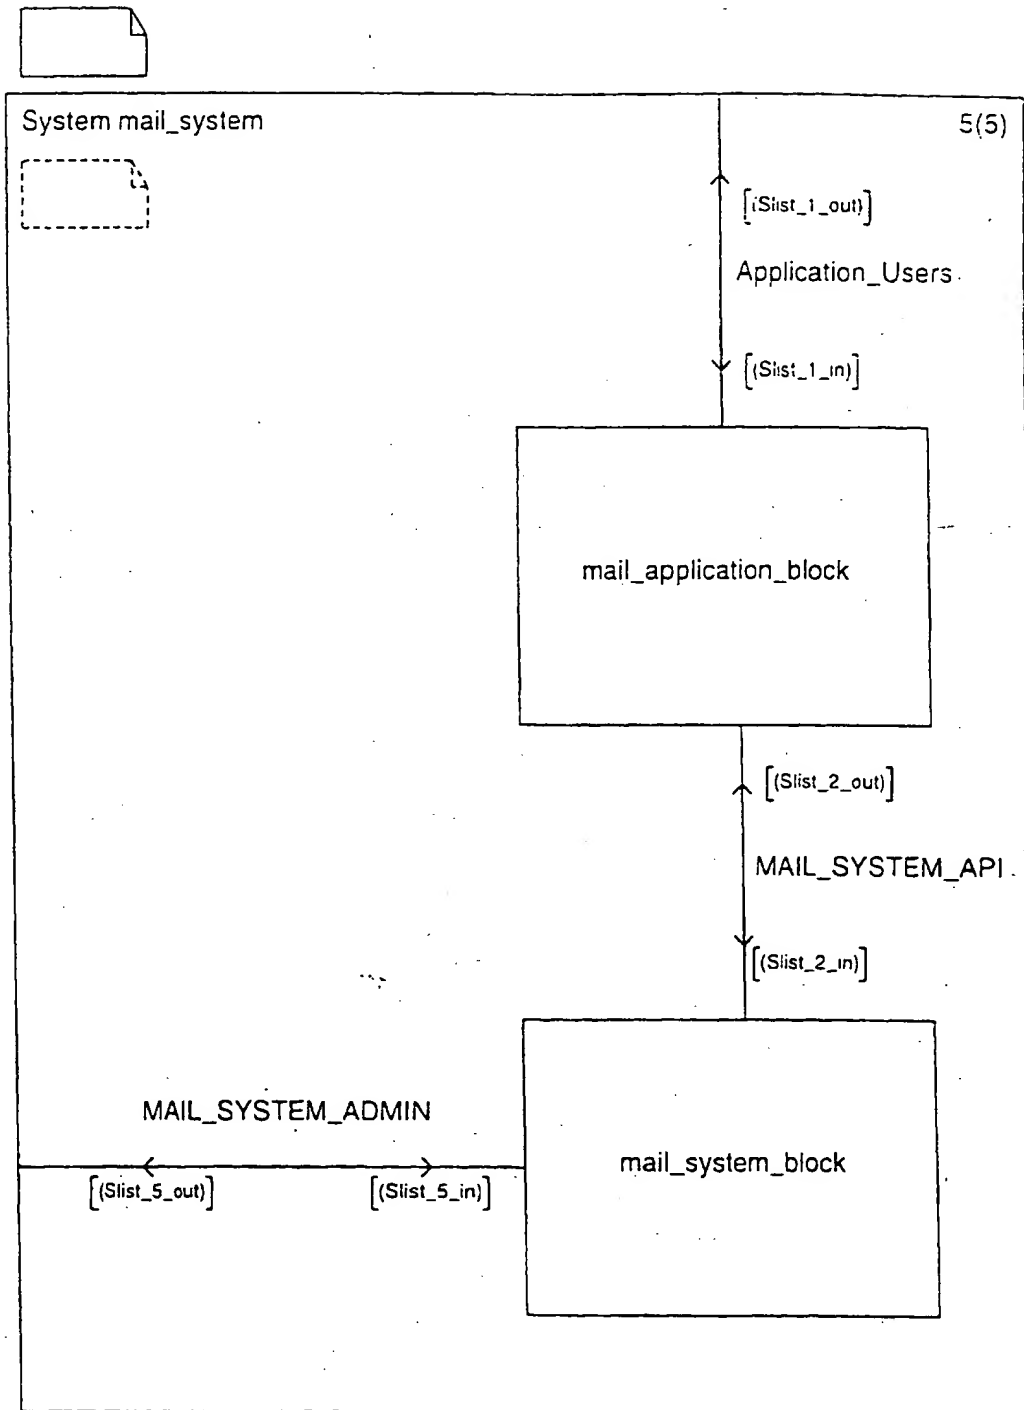 System mail_system
5(5)
[(Slist_1_out)]
Application_Users
[(Slist_1_in)]
mail_application_block
[(Slist_2_out)]
MAIL_SYSTEM_API
[(Slist_2_in)]
MAIL_SYSTEM_ADMIN
mail_system_block
[(Slist_5_out)]
[(Slist_5_in)]